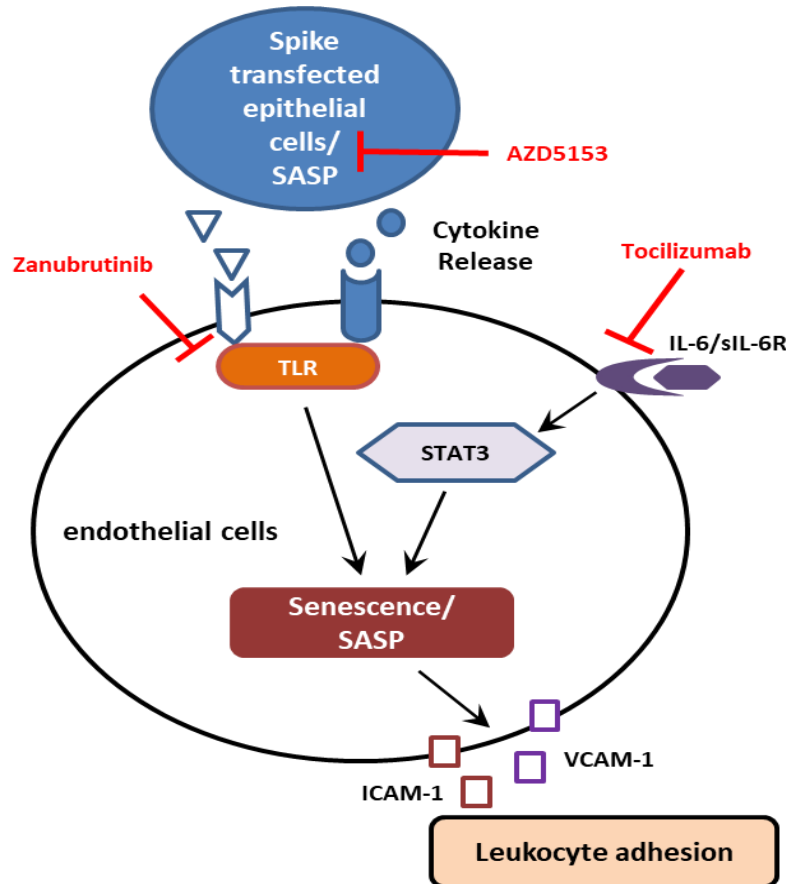 Spike
transfected
epithelial
cells/
SASP
AZD5153
Cytokine
Release
Zanubrutinib
Tocilizumab
IL-6/sIL-6R
TLR
STAT3
endothelial cells
Senescence/
SASP
VCAM-1
ICAM-1
Leukocyte adhesion